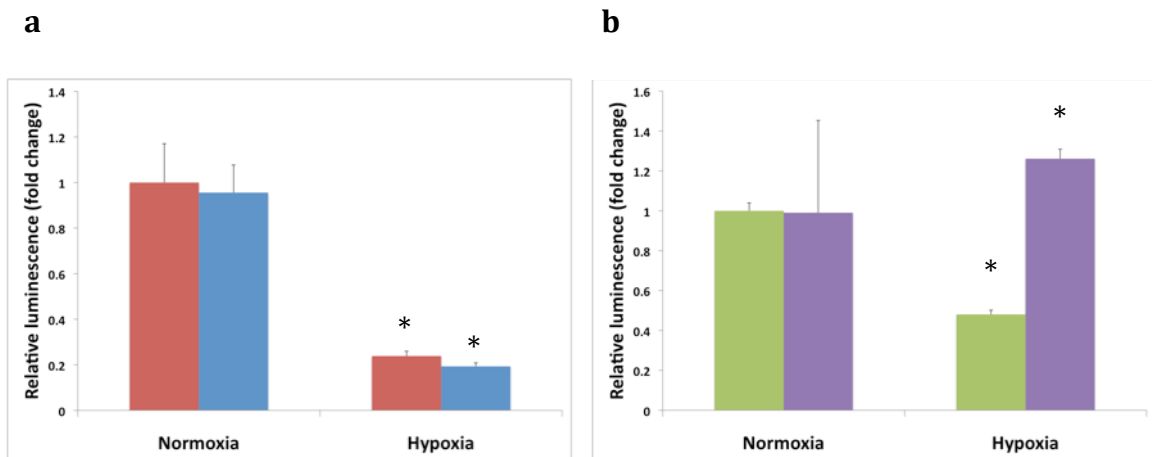 a
b
Relative luminescence (fold change)
1.4
1.2
1
0.8
0.6
0.4
0.2
0
*
*
Normoxia
Hypoxia
Relative luminescence (fold change)
1.6
1.4
1.2
1
0.8
0.6
0.4
0.2
0
*
*
Normoxia
Hypoxia